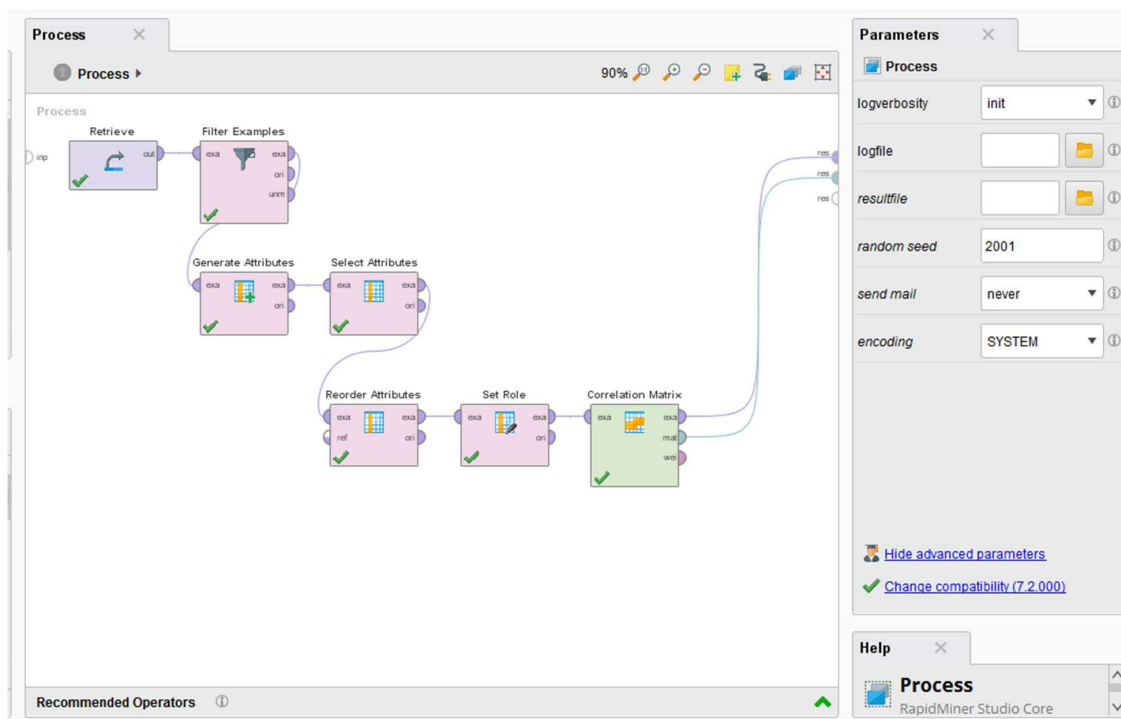 Process
Process
90%
Process
inp
Retrieve
out
Filter Examples
exa exa
ori
unm
Generate Attributes
exa exa
ori
Select Attributes
exa exa
ori
Reorder Attributes
exa exa
ref ori
Set Role
exa exa
ori
Correlation Matrix
exa exa
mat
wei
res
res
res
Recommended Operators
Parameters
Process
logverbosity init
logfile
resultfile
random seed 2001
send mail never
encoding SYSTEM
Hide advanced parameters
Change compatibility (7.2.000)
Help
Process
RapidMiner Studio Core